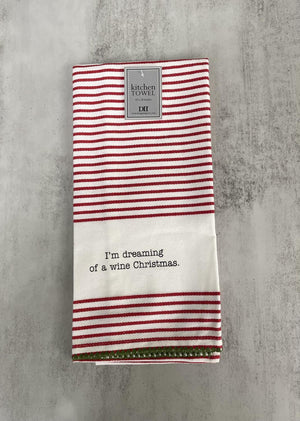 kitchen
TOWEL
DII
I'm dreaming
of a wine Christmas.